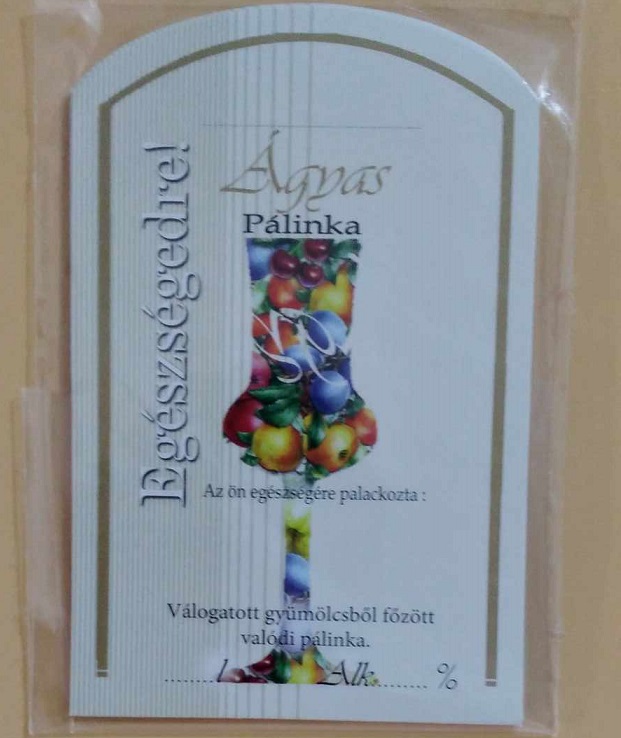 Egészségedre!
Ágyas
Pálinka
Az ön egészségére palackozta :
Válogatott gyümölcsből főzött
valódi pálinka.
........l. Alk.......... %